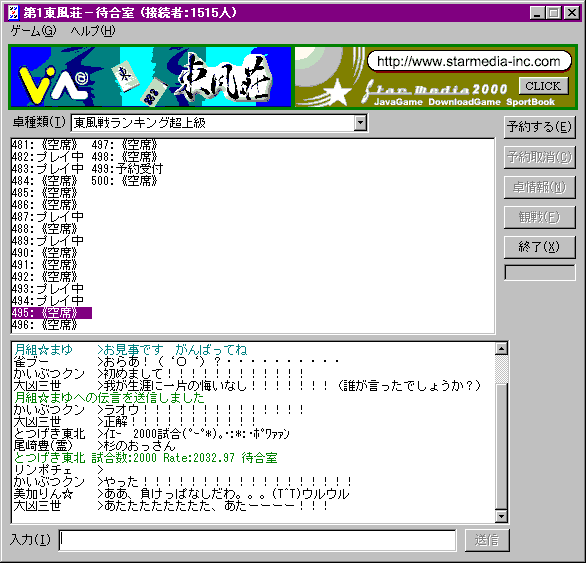 第1東風荘－待合室 (接続者:1515人)
ゲーム(G) ヘルプ(H)
東 東風荘
http://www.starmedia-inc.com
Star Media2000 CLICK
JavaGame DownloadGame SportBook
卓種類(I) 東風戦ランキング超上級
予約する(E)
予約取消(C)
卓情報(N)
観戦(F)
終了(X)
481:《空席》 497:《空席》
482:プレイ中 498:《空席》
483:プレイ中 499:予約受付
484:《空席》 500:《空席》
485:《空席》
486:《空席》
487:プレイ中
488:《空席》
489:プレイ中
490:《空席》
491:《空席》
492:《空席》
493:プレイ中
494:プレイ中
495:《空席》
496:《空席》
月組☆まゆ >お見事です がんばってね
雀ブー >おらあ！（‘О‘）？・・・・・・・・・・
かいぶつクン >初めまして！！！！！！！！！！！！
大凶三世 >我が生涯に一片の悔いなし！！！！！！！（誰が言ったでしょうか？）
月組☆まゆへの伝言を送信しました
かいぶつクン >ラオウ！！！！！！！！！！！！！！
大凶三世 >正解！！！！！！！！！！！
とつげき東北 >ｲｴｰ 2000試合(ﾟｰﾟ*)｡･:*:･ﾎﾟﾜｧｧﾝ
尾崎豊(霊) >杉のおっさん
とつげき東北 試合数:2000 Rate:2032.97 待合室
リンポチェ >
かいぶつクン >やった！！！！！！！！！！！！！！！！！！
美加りん☆ >ああ、負けっぱなしだわ。。。(T^T)ウルウル
大凶三世 >あたたたたたたたた、あたーーーー！！！
入力(I) 送信